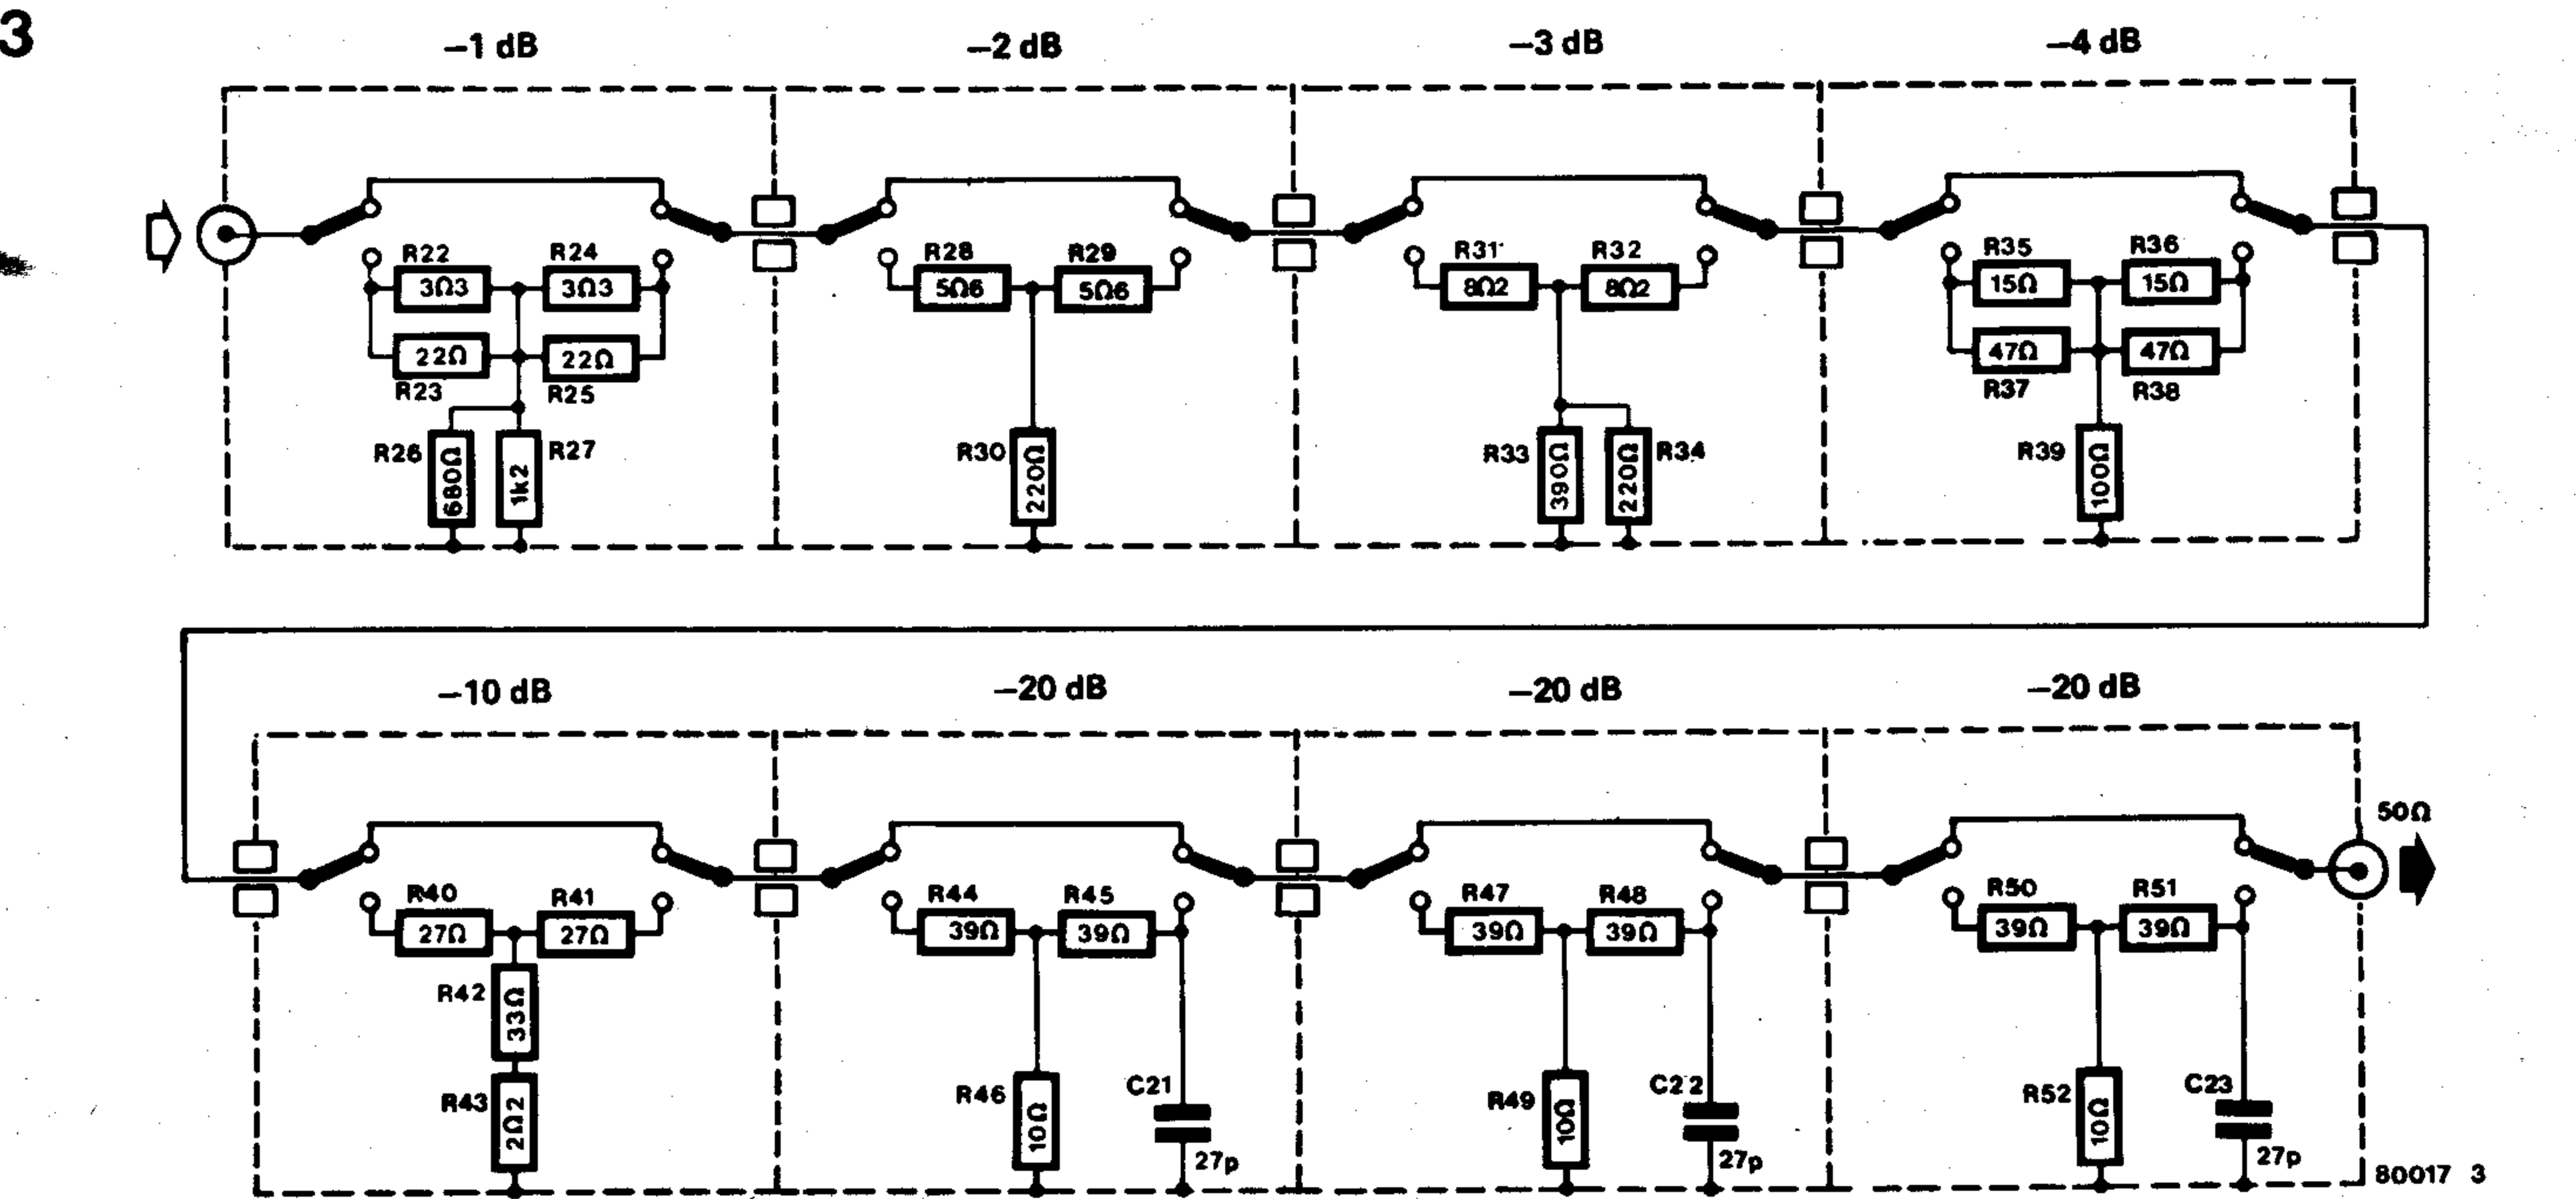 3
–1 dB
–2 dB
–3 dB
–4 dB
R22
3Ω3
R24
3Ω3
22Ω
R23
22Ω
R25
R26
680Ω
1k2
R27
R28
5Ω6
R29
5Ω6
R30
220Ω
R31
8Ω2
R32
8Ω2
R33
390Ω
220Ω
R34
R35
15Ω
R36
15Ω
47Ω
R37
47Ω
R38
R39
100Ω
–10 dB
–20 dB
–20 dB
–20 dB
R40
27Ω
R41
27Ω
R42
33Ω
R43
2Ω2
R44
39Ω
R45
39Ω
R46
10Ω
C21
27p
R47
39Ω
R48
39Ω
R49
10Ω
C22
27p
R50
39Ω
R51
39Ω
R52
10Ω
C23
27p
50Ω
80017 3